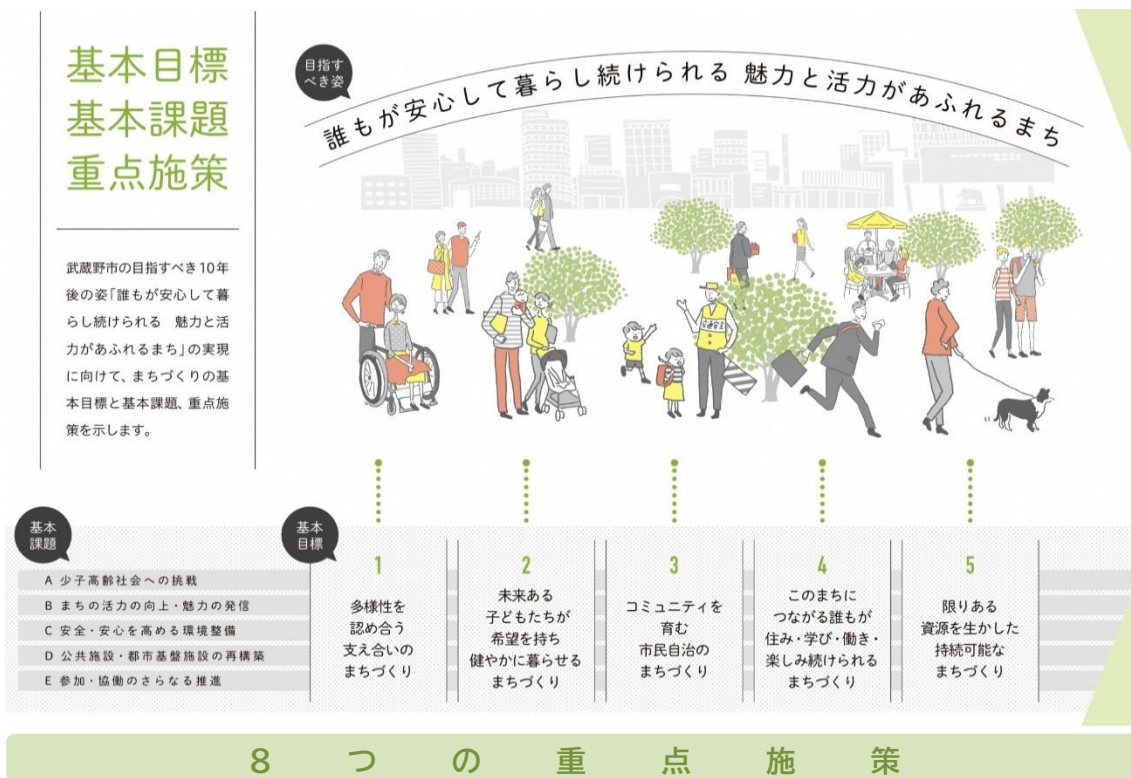 基本目標
基本課題
重点施策
武蔵野市の目指すべき10年
後の姿「誰もが安心して暮
らし続けられる　魅力と活
力があふれるまち」の実現
に向けて、まちづくりの基
本目標と基本課題、重点施
策を示します。
目指す
べき姿
誰もが安心して暮らし続けられる 魅力と活力があふれるまち
交通安全
基本
課題
A 少子高齢社会への挑戦
B まちの活力の向上・魅力の発信
C 安全・安心を高める環境整備
D 公共施設・都市基盤施設の再構築
E 参加・協働のさらなる推進
基本
目標
1
多様性を
認め合う
支え合いの
まちづくり
2
未来ある
子どもたちが
希望を持ち
健やかに暮らせる
まちづくり
3
コミュニティを
育む
市民自治の
まちづくり
4
このまちに
つながる誰もが
住み・学び・働き・
楽しみ続けられる
まちづくり
5
限りある
資源を生かした
持続可能な
まちづくり
8つの重点施策